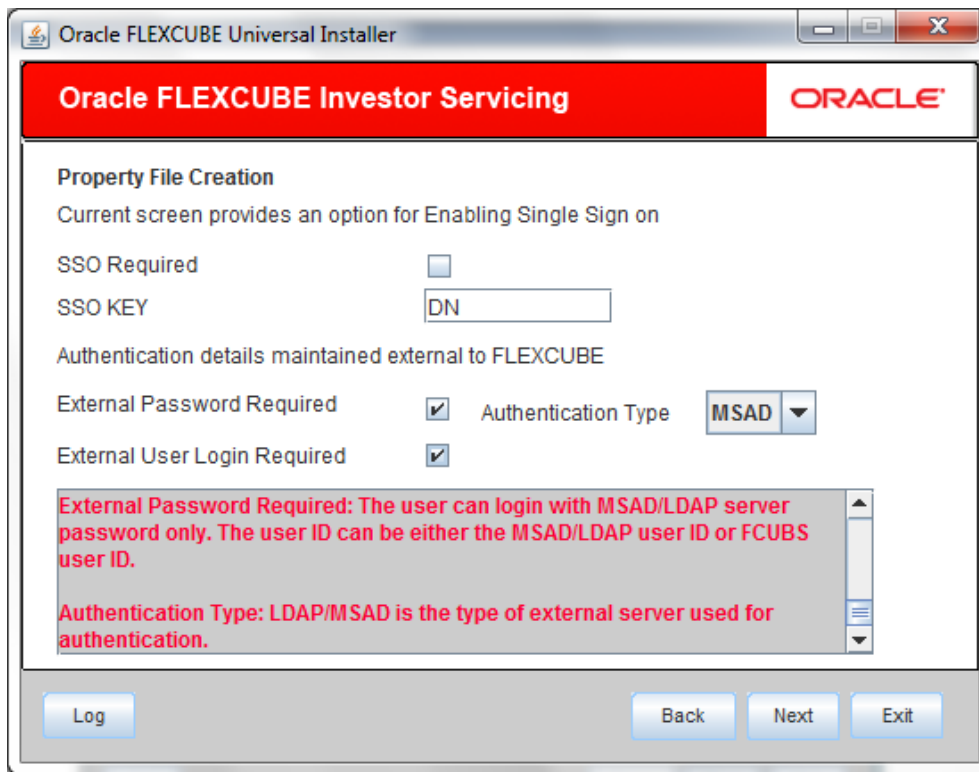 Oracle FLEXCUBE Universal Installer
Oracle FLEXCUBE Investor Servicing
ORACLE
Property File Creation
Current screen provides an option for Enabling Single Sign on
SSO Required
SSO KEY DN
Authentication details maintained external to FLEXCUBE
External Password Required Authentication Type MSAD
External User Login Required
External Password Required: The user can login with MSAD/LDAP server
password only. The user ID can be either the MSAD/LDAP user ID or FCUBS
user ID.
Authentication Type: LDAP/MSAD is the type of external server used for
authentication.
Log Back Next Exit